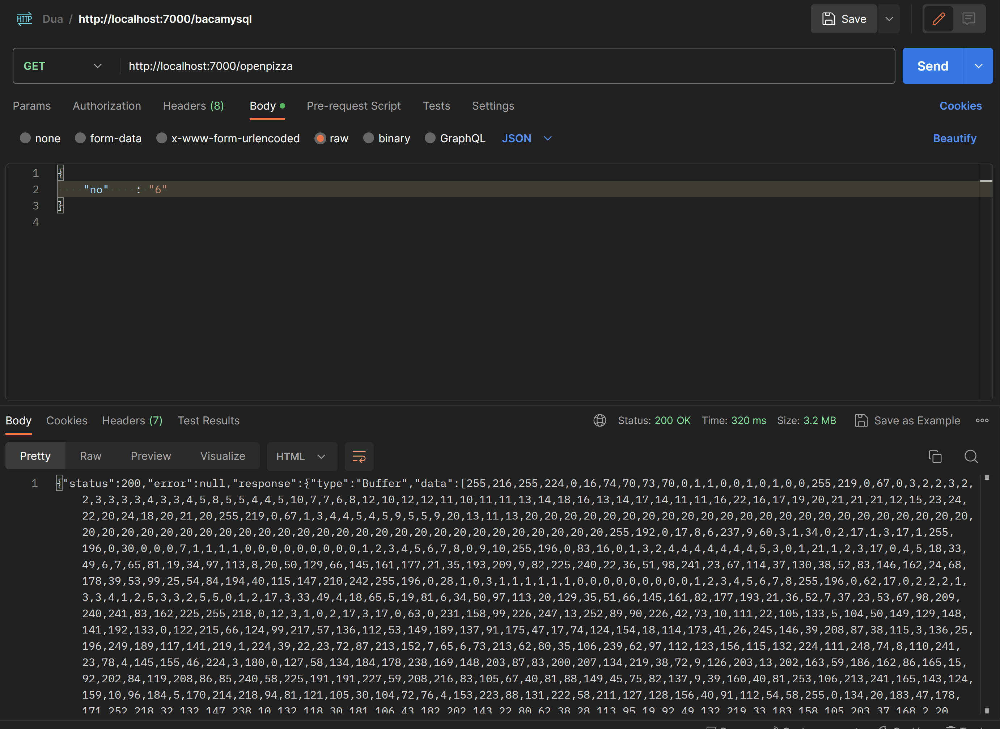 HTTP Dua / http://localhost:7000/bacamysql Save
GET http://localhost:7000/openpizza Send
Params Authorization Headers (8) Body Pre-request Script Tests Settings Cookies
none form-data x-www-form-urlencoded raw binary GraphQL JSON Beautify
1 {
2 "no" : "6"
3 }
4
Body Cookies Headers (7) Test Results Status: 200 OK Time: 320 ms Size: 3.2 MB Save as Example
Pretty Raw Preview Visualize HTML
1 {"status":200,"error":null,"response":{"type":"Buffer","data":[255,216,255,224,0,16,74,70,73,70,0,1,1,0,0,1,0,1,0,0,255,219,0,67,0,3,2,2,3,2,
2,3,3,3,3,4,3,3,4,5,8,5,5,4,4,5,10,7,7,6,8,12,10,12,12,11,10,11,11,13,14,18,16,13,14,17,14,11,11,16,22,16,17,19,20,21,21,21,12,15,23,24,
22,20,24,18,20,21,20,255,219,0,67,1,3,4,4,5,4,5,9,5,5,9,20,13,11,13,20,20,20,20,20,20,20,20,20,20,20,20,20,20,20,20,20,20,20,20,20,20,20,
20,20,20,20,20,20,20,20,20,20,20,20,20,20,20,20,20,20,20,20,20,20,20,20,20,20,20,255,192,0,17,8,6,237,9,60,3,1,34,0,2,17,1,3,17,1,255,
196,0,30,0,0,0,7,1,1,1,1,0,0,0,0,0,0,0,0,0,1,2,3,4,5,6,7,8,0,9,10,255,196,0,83,16,0,1,3,2,4,4,4,4,4,4,4,5,3,0,1,21,1,2,3,17,0,4,5,18,33,
49,6,7,65,81,19,34,97,113,8,20,50,129,66,145,161,177,21,35,193,209,9,82,225,240,22,36,51,98,241,23,67,114,37,130,38,52,83,146,162,24,68,
178,39,53,99,25,54,84,194,40,115,147,210,242,255,196,0,28,1,0,3,1,1,1,1,1,1,0,0,0,0,0,0,0,0,0,1,2,3,4,5,6,7,8,255,196,0,62,17,0,2,2,2,1,
3,3,4,1,2,5,3,3,2,5,5,0,1,2,17,3,33,49,4,18,65,5,19,81,6,34,50,97,113,20,129,35,51,66,145,161,82,177,193,21,36,52,7,37,23,53,67,98,209,
240,241,83,162,225,255,218,0,12,3,1,0,2,17,3,17,0,63,0,231,158,99,226,247,13,252,89,90,226,42,73,10,111,22,105,133,5,104,50,149,129,148,
141,192,133,0,122,215,66,124,99,217,57,136,112,53,149,189,137,91,175,47,17,74,124,154,18,114,173,41,26,245,146,39,208,87,38,115,3,136,25,
196,249,189,117,141,219,1,224,39,22,23,72,87,213,152,7,65,6,73,213,62,80,35,106,239,62,97,112,123,156,115,132,224,111,248,74,8,110,241,
23,78,4,145,155,46,224,3,180,0,127,58,134,184,178,238,169,148,203,87,83,200,207,134,219,38,72,9,126,203,13,202,163,59,186,162,86,165,15,
92,202,84,119,208,86,85,240,58,225,191,191,227,59,208,216,83,105,67,40,81,88,149,45,75,82,137,9,39,160,40,81,253,106,213,241,165,143,124,
159,10,96,184,5,170,214,218,94,81,121,105,30,104,72,76,4,153,223,88,131,222,58,211,127,128,156,40,91,112,54,58,255,0,134,20,183,47,178,
171,252,218,32,132,147,238,10,132,118,30,181,106,43,182,202,143,22,80,62,38,28,113,95,19,92,49,132,219,33,183,158,105,203,37,168,2,20